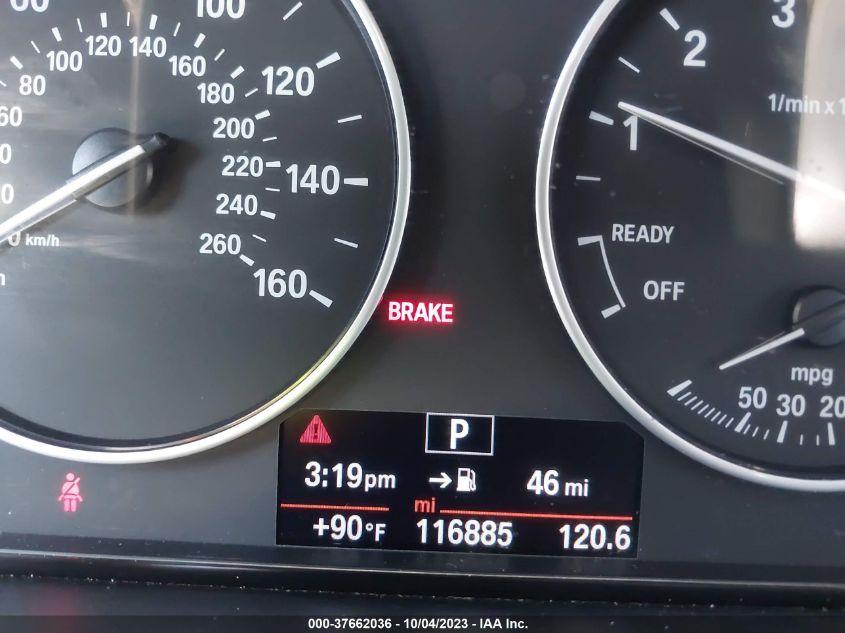 100
120
140
160
80
100
120
140
160
180
200
220
240
260
km/h
BRAKE
1
2
3
1/min x 1
READY
OFF
mpg
50 30 20
P
3:19pm → 46 mi
mi
+90°F 116885 120.6
000-37662036 - 10/04/2023 - IAA Inc.